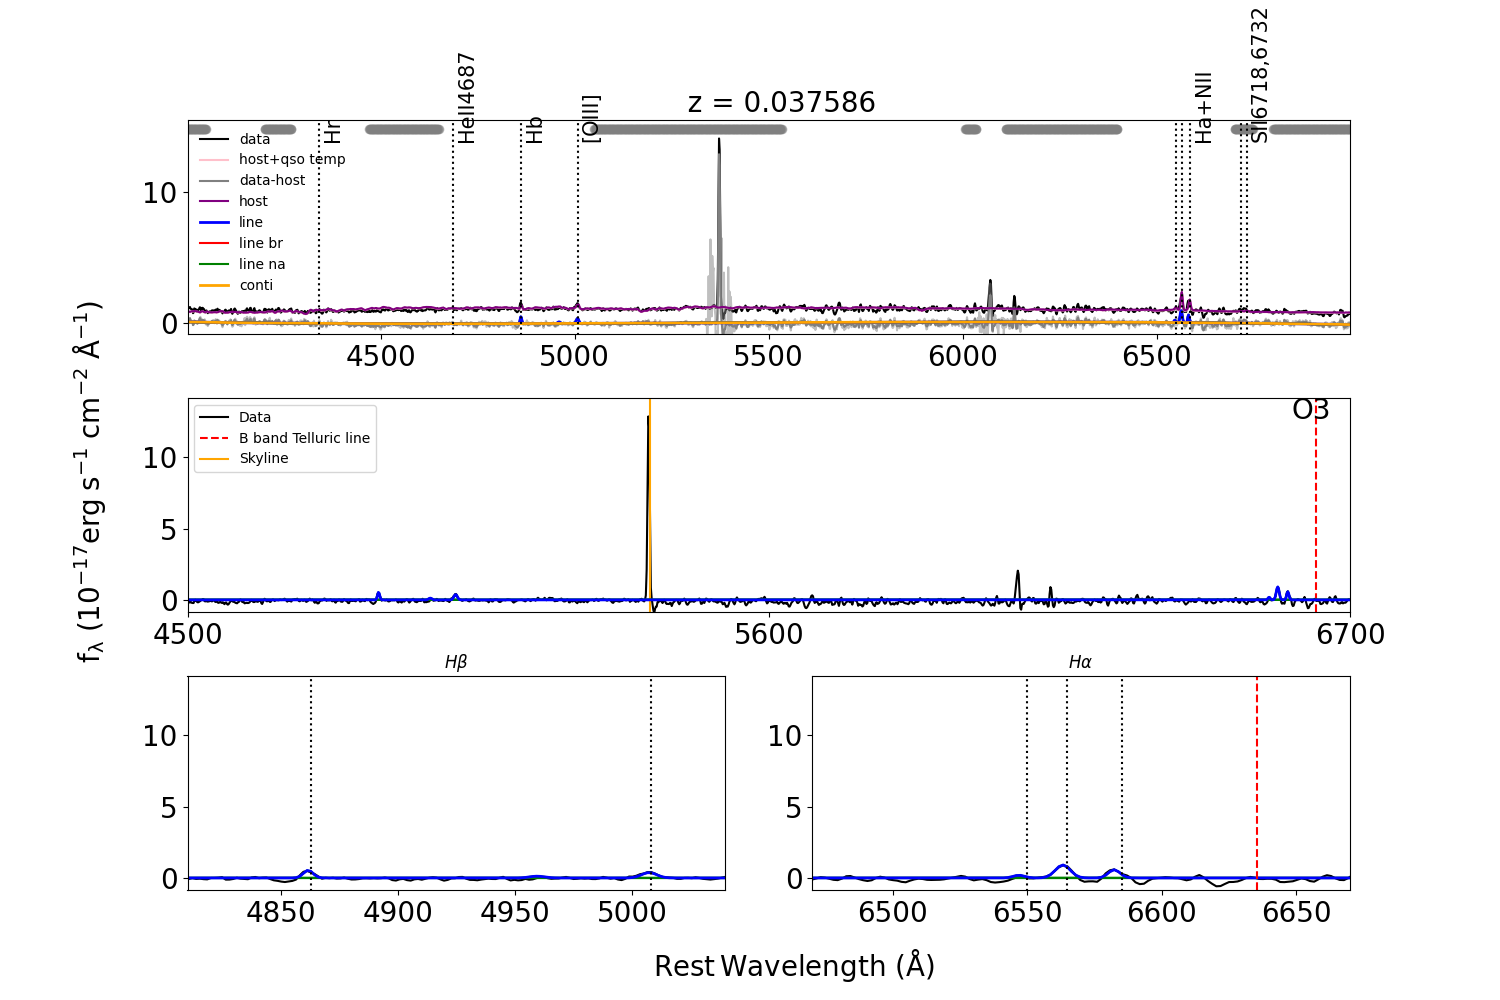 z = 0.037586
Hr
HeII4687
Hb
[OIII]
Ha+NII
SII6718,6732
data
host+qso temp
data-host
host
line
line br
line na
conti
10
0
4500
5000
5500
6000
6500
fλ (10⁻¹⁷erg s⁻¹ cm⁻² Å⁻¹)
Data
B band Telluric line
Skyline
O3
10
5
0
4500
5600
6700
Hβ
10
5
0
4850
4900
4950
5000
Hα
10
5
0
6500
6550
6600
6650
Rest Wavelength (Å)